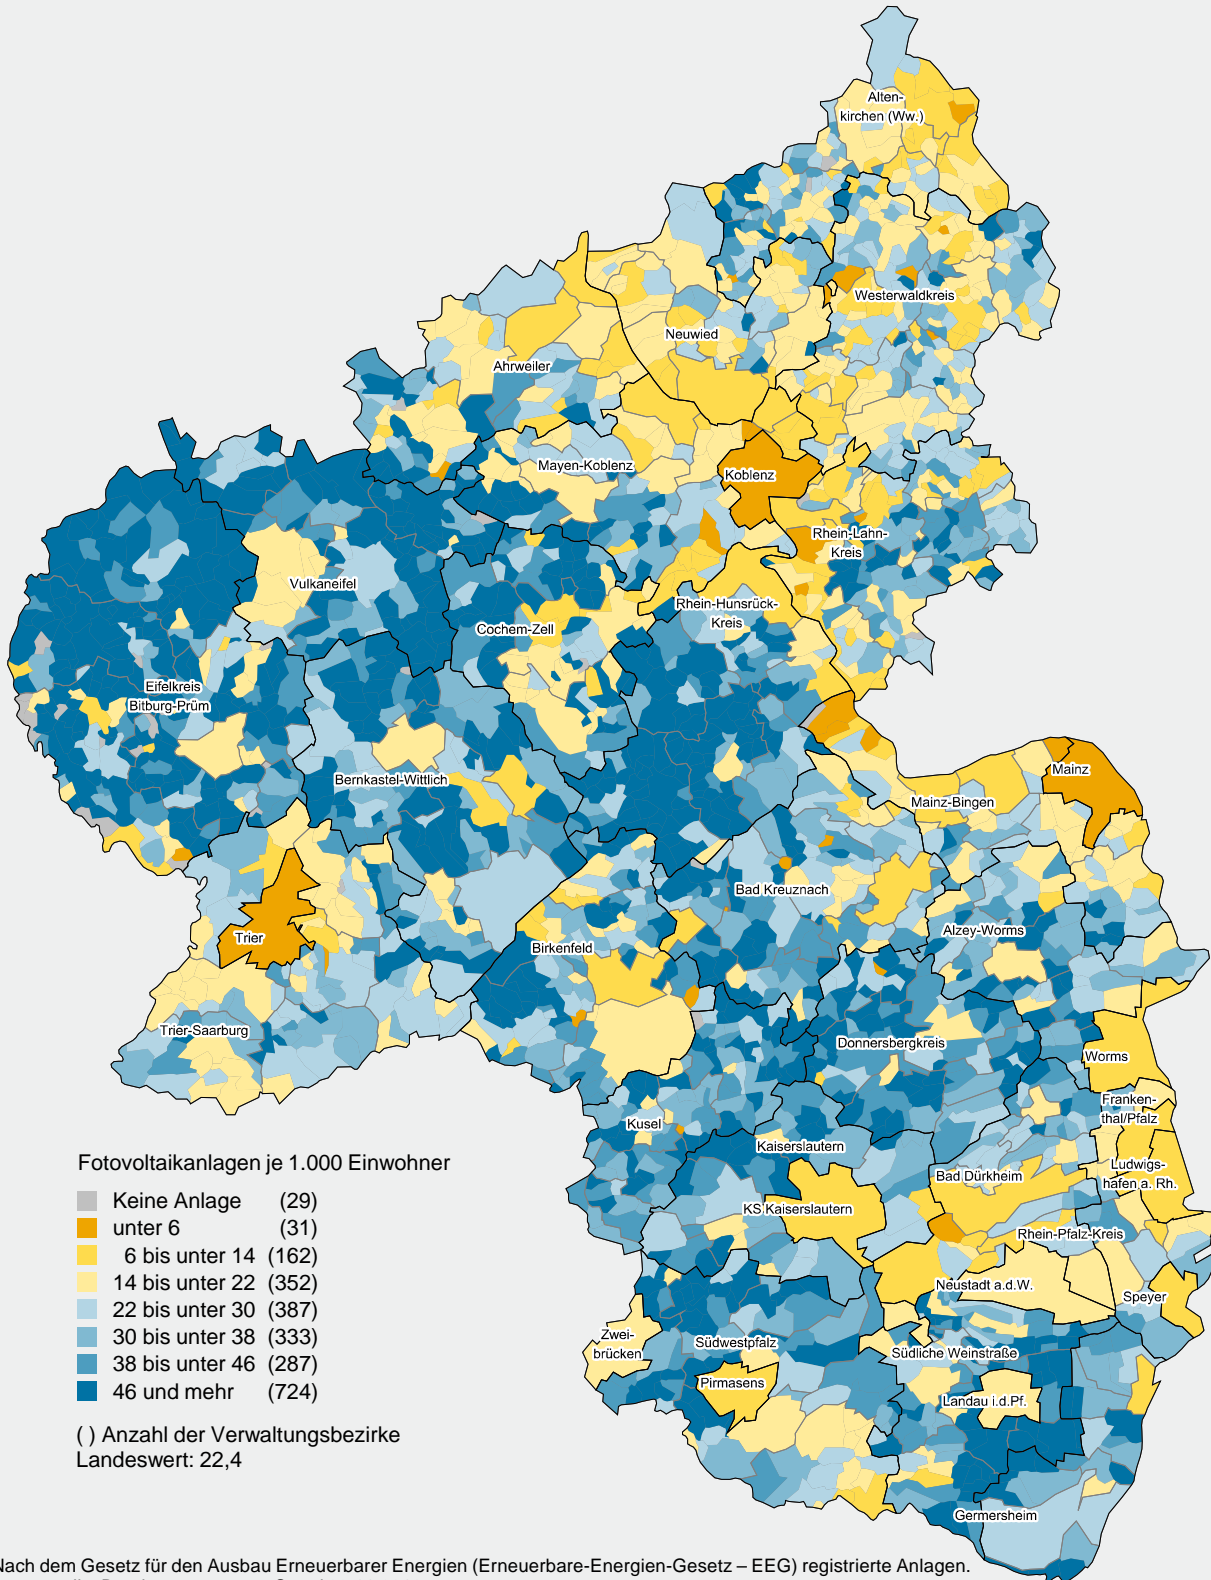 Alten-
kirchen (Ww.)
Westerwaldkreis
Neuwied
Ahrweiler
Mayen-Koblenz
Koblenz
Rhein-Lahn-
Kreis
Vulkaneifel
Rhein-Hunsrück-
Kreis
Cochem-Zell
Eifelkreis
Bitburg-Prüm
Mainz
Bernkastel-Wittlich
Mainz-Bingen
Bad Kreuznach
Alzey-Worms
Trier
Birkenfeld
Trier-Saarburg
Donnersbergkreis
Worms
Franken-
thal/Pfalz
Kusel
Kaiserslautern
Ludwigs-
hafen a. Rh.
Bad Dürkheim
KS Kaiserslautern
Rhein-Pfalz-Kreis
Neustadt a.d.W.
Speyer
Zwei-
brücken
Südwestpfalz
Südliche Weinstraße
Pirmasens
Landau i.d.Pf.
Germersheim
Fotovoltaikanlagen je 1.000 Einwohner
Keine Anlage (29)
unter 6 (31)
6 bis unter 14 (162)
14 bis unter 22 (352)
22 bis unter 30 (387)
30 bis unter 38 (333)
38 bis unter 46 (287)
46 und mehr (724)
( ) Anzahl der Verwaltungsbezirke
Landeswert: 22,4
Nach dem Gesetz für den Ausbau Erneuerbarer Energien (Erneuerbare-Energien-Gesetz – EEG) registrierte Anlagen.